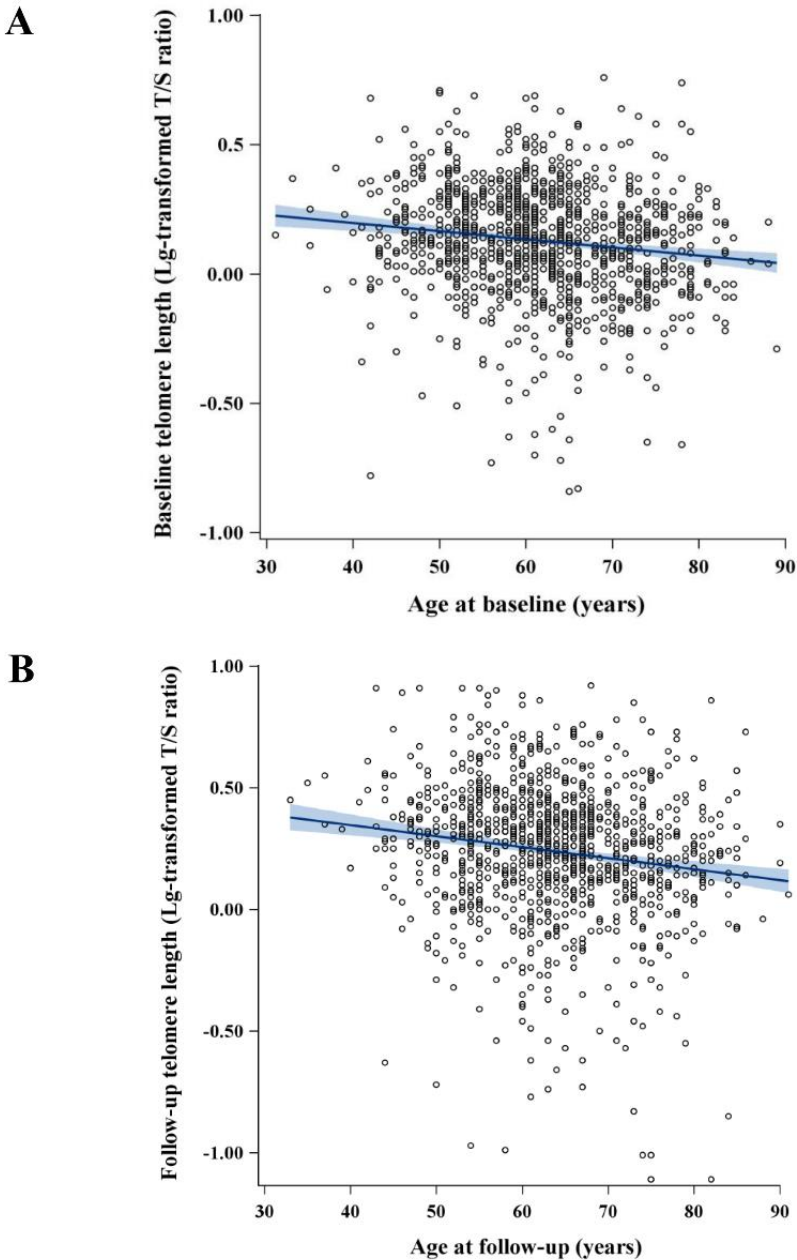 A
Baseline telomere length (Lg-transformed T/S ratio)
1.00
0.5
0.00
-0.50
-1.00
30 40 50 60 70 80 90
Age at baseline (years)
B
Follow-up telomere length (Lg-transformed T/S ratio)
1.00
0.50
0.00
-0.50
-1.00
30 40 50 60 70 80 90
Age at follow-up (years)